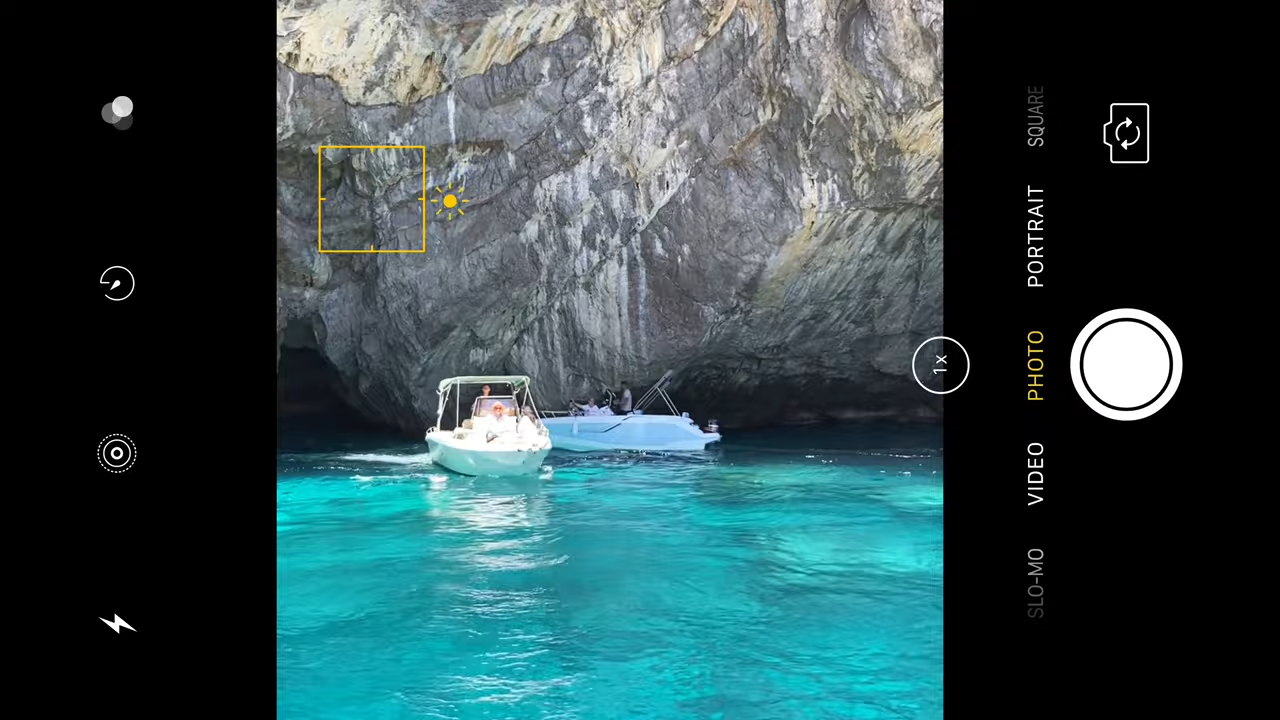 SQUARE
PORTRAIT
PHOTO
VIDEO
SLO-MO
1x